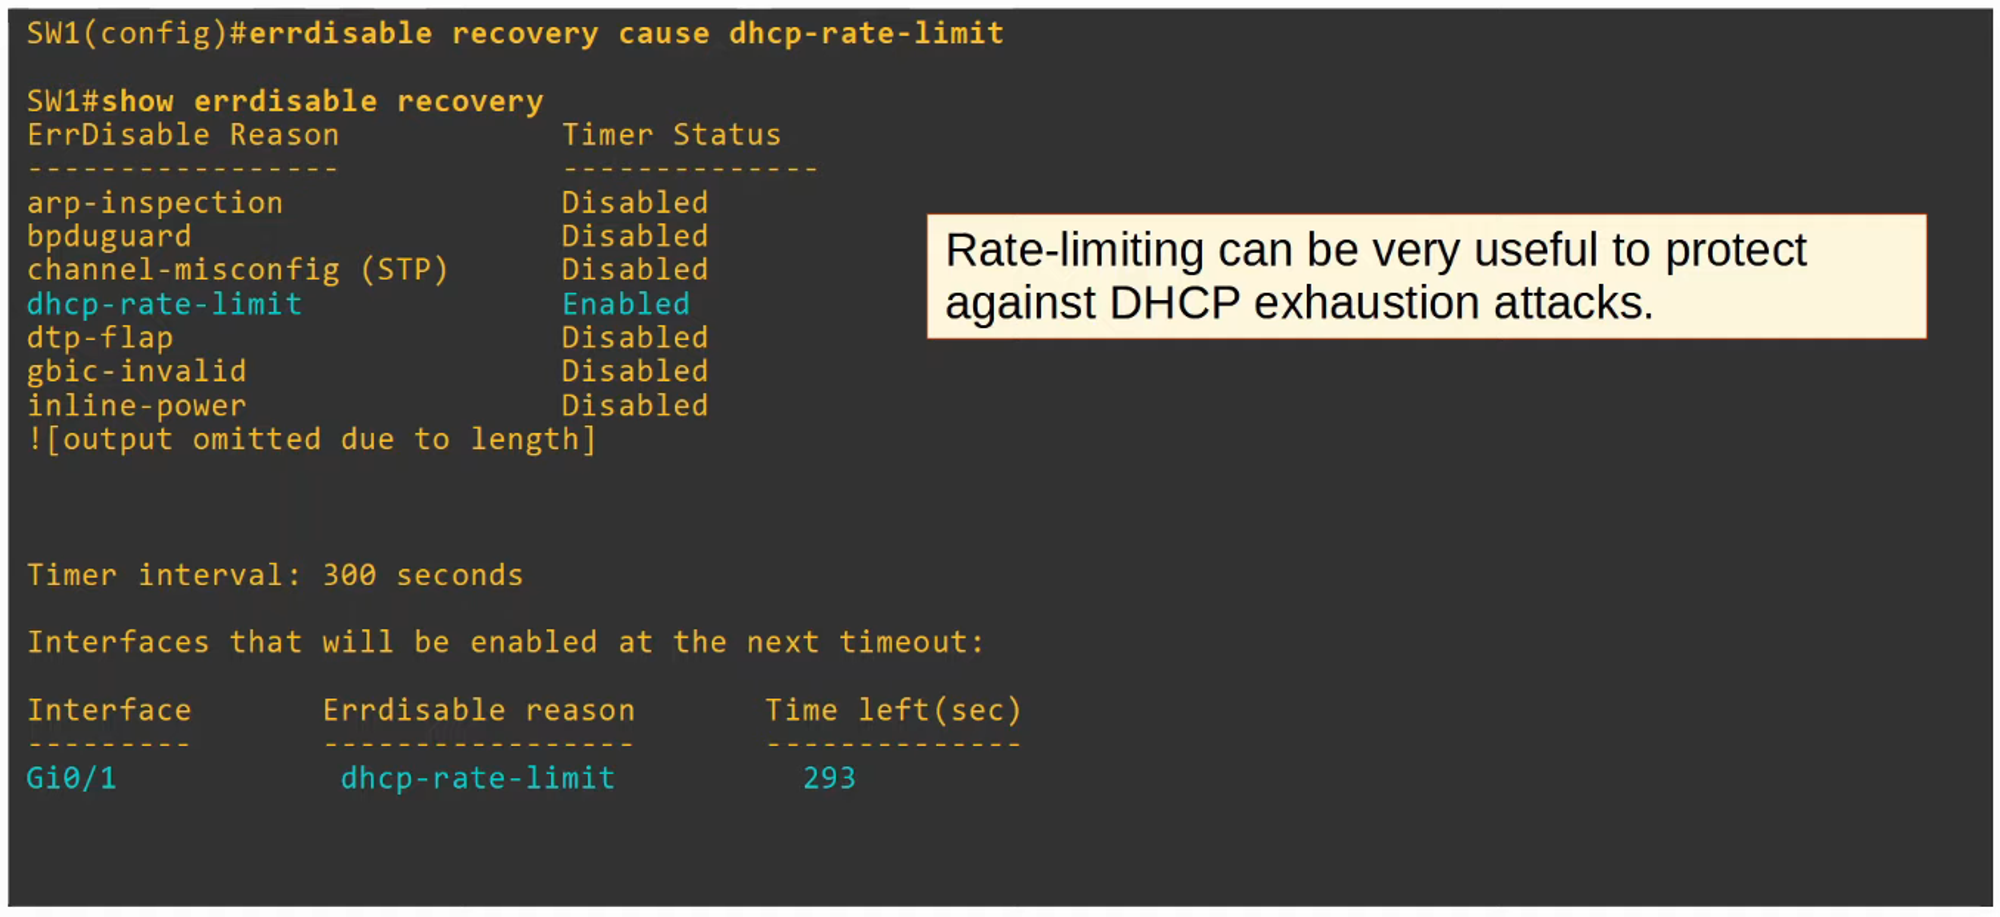 SW1(config)#errdisable recovery cause dhcp-rate-limit
SW1#show errdisable recovery
ErrDisable Reason            Timer Status
-----------------            --------------
arp-inspection               Disabled
bpduguard                    Disabled
channel-misconfig (STP)      Disabled
dhcp-rate-limit              Enabled
dtp-flap                     Disabled
gbic-invalid                 Disabled
inline-power                 Disabled
![output omitted due to length]
Rate-limiting can be very useful to protect
against DHCP exhaustion attacks.
Timer interval: 300 seconds
Interfaces that will be enabled at the next timeout:
Interface       Errdisable reason       Time left(sec)
---------       -----------------       --------------
Gi0/1            dhcp-rate-limit          293